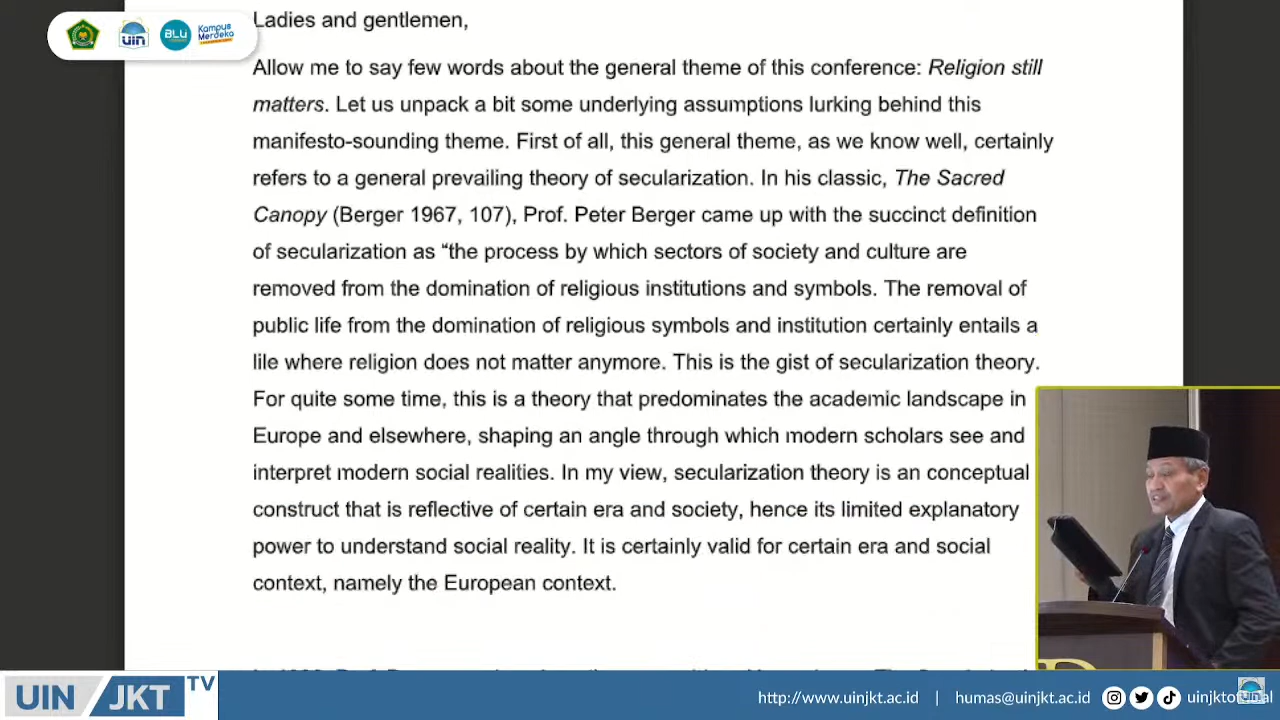 Ladies and gentlemen,
Allow me to say few words about the general theme of this conference: Religion still
matters. Let us unpack a bit some underlying assumptions lurking behind this
manifesto-sounding theme. First of all, this general theme, as we know well, certainly
refers to a general prevailing theory of secularization. In his classic, The Sacred
Canopy (Berger 1967, 107), Prof. Peter Berger came up with the succinct definition
of secularization as “the process by which sectors of society and culture are
removed from the domination of religious institutions and symbols. The removal of
public life from the domination of religious symbols and institution certainly entails a
lile where religion does not matter anymore. This is the gist of secularization theory.
For quite some time, this is a theory that predominates the academic landscape in
Europe and elsewhere, shaping an angle through which modern scholars see and
interpret modern social realities. In my view, secularization theory is an conceptual
construct that is reflective of certain era and society, hence its limited explanatory
power to understand social reality. It is certainly valid for certain era and social
context, namely the European context.
uin
BLU
Kampus
Merdeka
UIN JKT TV
http://www.uinjkt.ac.id | humas@uinjkt.ac.id